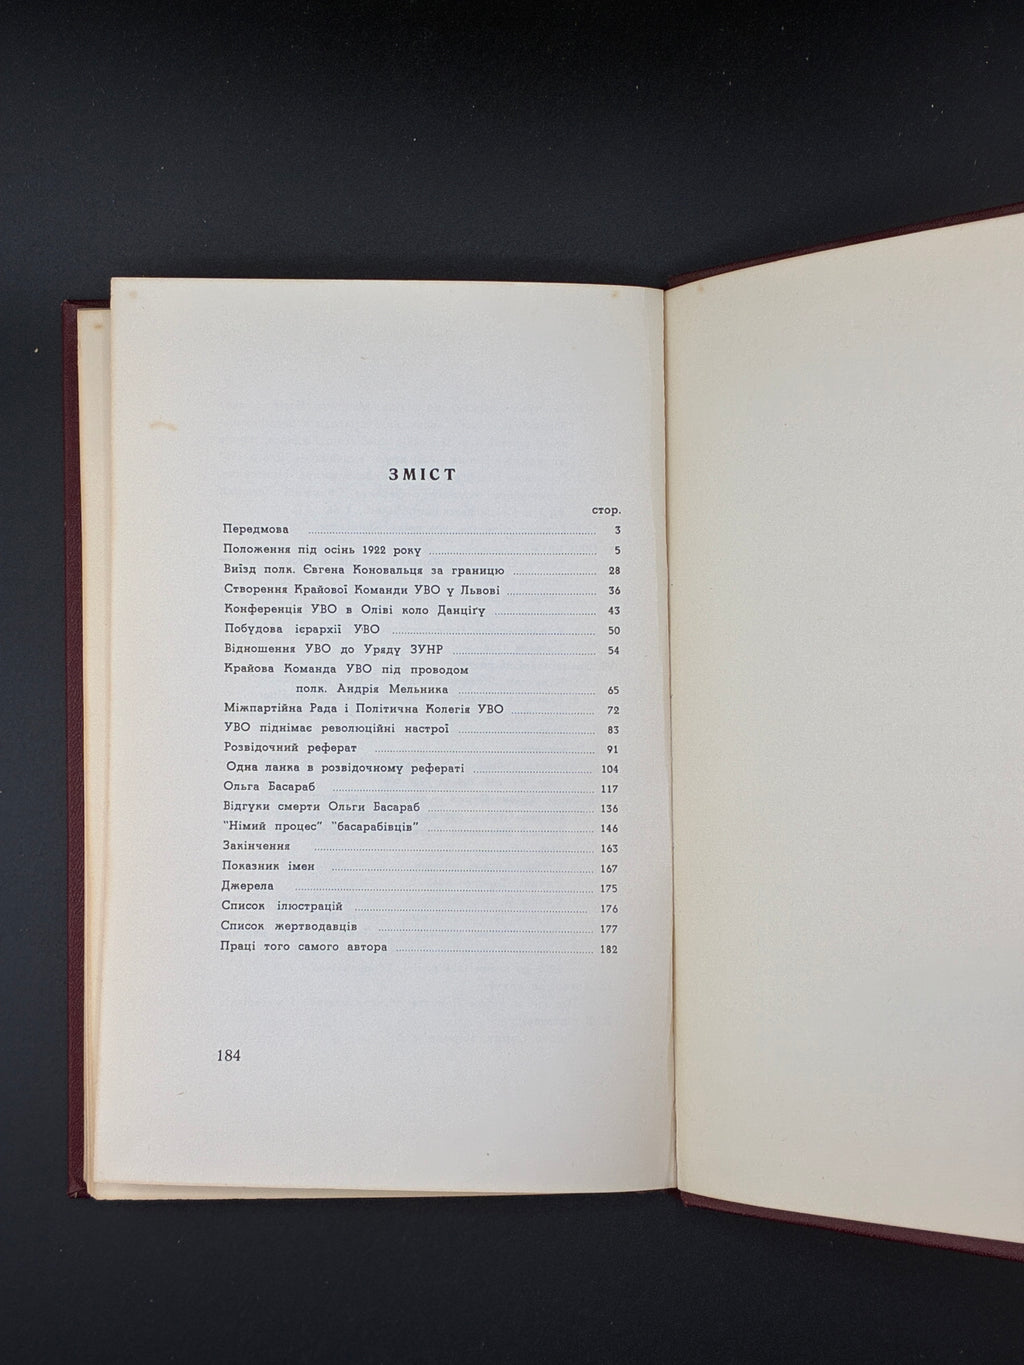 ЗМІСТ
стор.
Передмова 3
Положення під осінь 1922 року 5
Виїзд полк. Євгена Коновальця за границю 28
Створення Крайової Команди УВО у Львові 36
Конференція УВО в Оліві коло Данціґу 43
Побудова ієрархії УВО 50
Відношення УВО до Уряду ЗУНР 54
Крайова Команда УВО під проводом
полк. Андрія Мельника 65
Міжпартійна Рада і Політична Колегія УВО 72
УВО піднімає революційні настрої 83
Розвідочний реферат 91
Одна ланка в розвідочному рефераті 104
Ольга Басараб 117
Відгуки смерти Ольги Басараб 136
"Німий процес" "басарабівців" 146
Закінчення 163
Показник імен 167
Джерела 175
Список ілюстрацій 176
Список жертводавців 177
Праці того самого автора 182
184